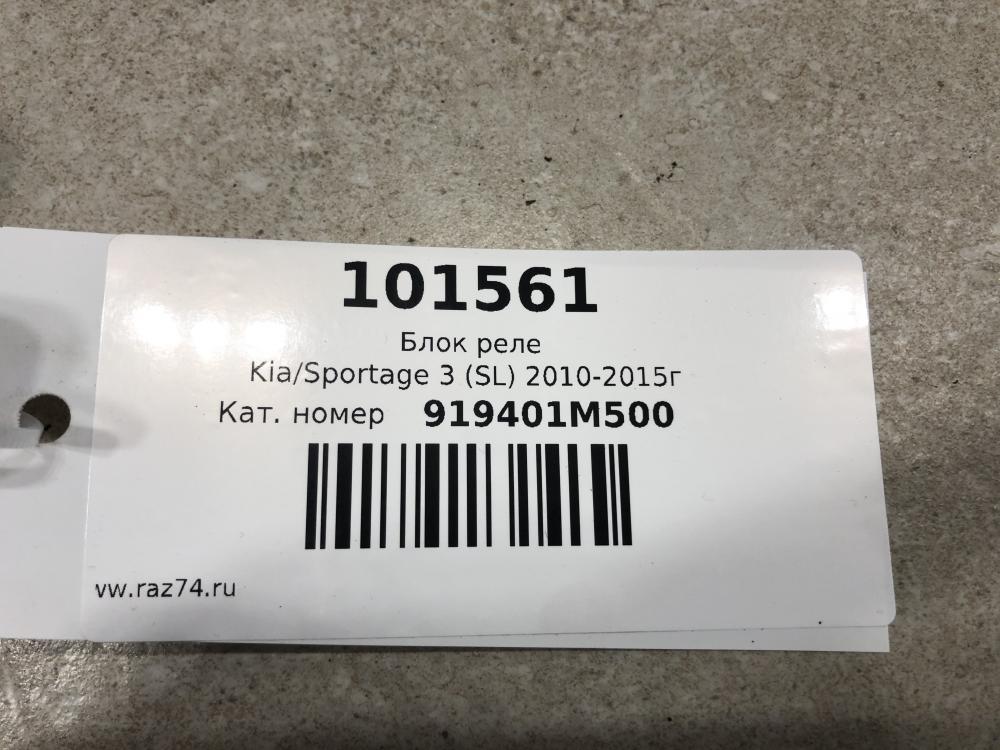 101561
Блок реле
Kia/Sportage 3 (SL) 2010-2015г
Кат. номер 919401M500
vw.raz74.ru